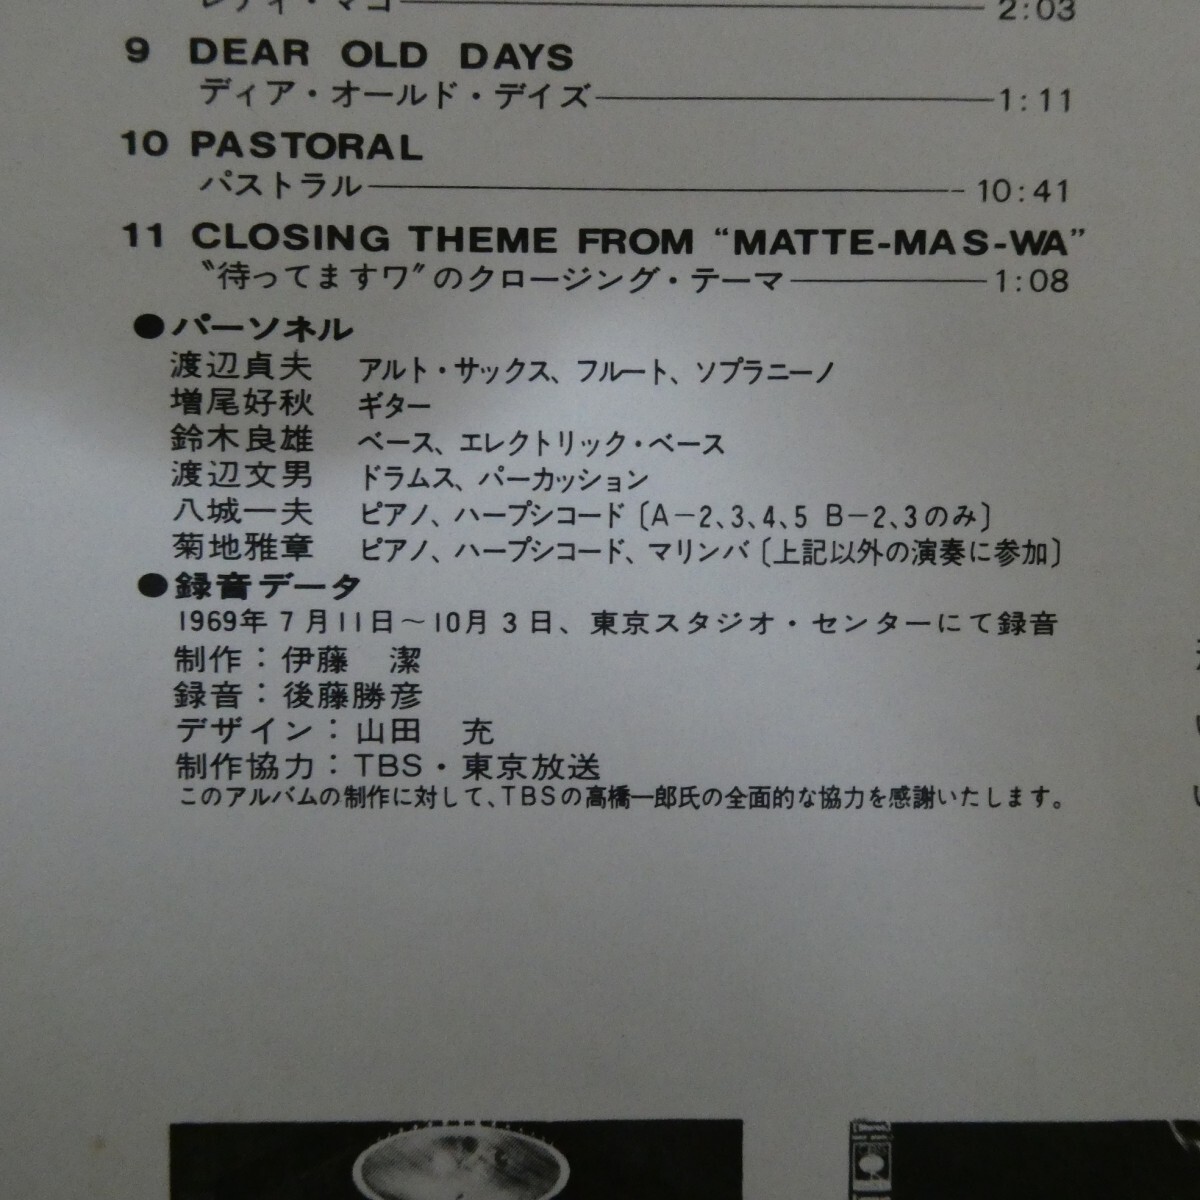 レディ・マコ 2:03
9 DEAR OLD DAYS
ディア・オールド・デイズ 1:11
10 PASTORAL
パストラル 10:41
11 CLOSING THEME FROM “MATTE-MAS-WA”
〝待ってますワ〞のクロージング・テーマ 1:08
●パーソネル
渡辺貞夫 アルト・サックス、フルート、ソプラニーノ
増尾好秋 ギター
鈴木良雄 ベース、エレクトリック・ベース
渡辺文男 ドラムス、パーカッション
八城一夫 ピアノ、ハープシコード〔A－2、3、4、5 B－2、3のみ〕
菊地雅章 ピアノ、ハープシコード、マリンバ〔上記以外の演奏に参加〕
●録音データ
1969年7月11日～10月3日、東京スタジオ・センターにて録音
制作：伊藤 潔
録音：後藤勝彦
デザイン：山田 充
制作協力：TBS・東京放送
このアルバムの制作に対して、TBSの高橋一郎氏の全面的な協力を感謝いたします。